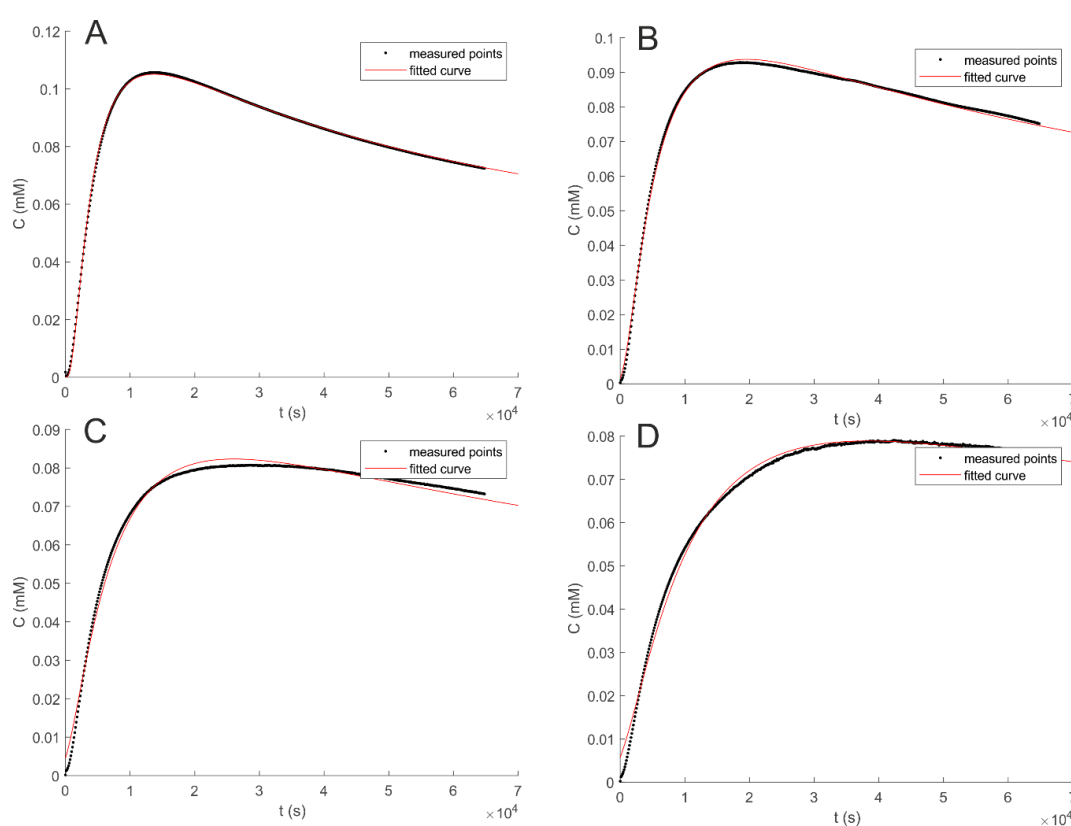 A
0.12
0.1
0.08
0.06
0.04
0.02
0
C (mM)
measured points
fitted curve
0 1 2 3 4 5 6 7
t (s)
×10⁴
B
0.1
0.09
0.08
0.07
0.06
0.05
0.04
0.03
0.02
0.01
0
C (mM)
measured points
fitted curve
0 1 2 3 4 5 6 7
t (s)
×10⁴
C
0.09
0.08
0.07
0.06
0.05
0.04
0.03
0.02
0.01
0
C (mM)
measured points
fitted curve
0 1 2 3 4 5 6 7
t (s)
×10⁴
D
0.08
0.07
0.06
0.05
0.04
0.03
0.02
0.01
0
C (mM)
measured points
fitted curve
0 1 2 3 4 5 6 7
t (s)
×10⁴